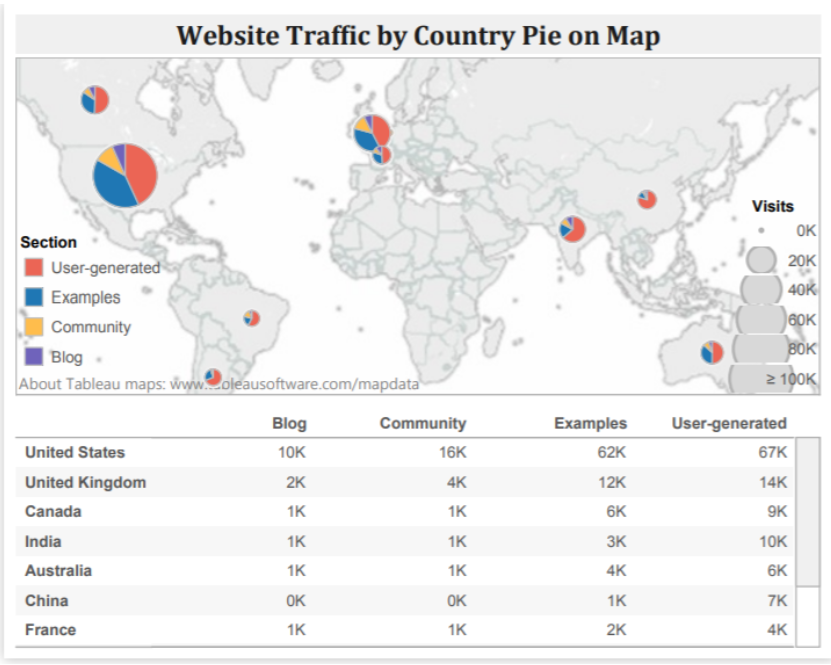 Website Traffic by Country Pie on Map
Visits
0K
20K
40K
60K
80K
≥ 100K
Section
User-generated
Examples
Community
Blog
About Tableau maps: www. oleausoftware.com/mapdata
Blog Community Examples User-generated
United States 10K 16K 62K 67K
United Kingdom 2K 4K 12K 14K
Canada 1K 1K 6K 9K
India 1K 1K 3K 10K
Australia 1K 1K 4K 6K
China 0K 0K 1K 7K
France 1K 1K 2K 4K